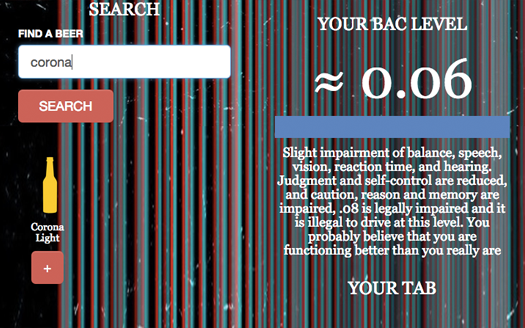 SEARCH
FIND A BEER
corona
SEARCH
Corona
Light
+
YOUR BAC LEVEL
≈ 0.06
Slight impairment of balance, speech,
vision, reaction time, and hearing.
Judgment and self-control are reduced,
and caution, reason and memory are
impaired, .08 is legally impaired and it
is illegal to drive at this level. You
probably believe that you are
functioning better than you really are
YOUR TAB